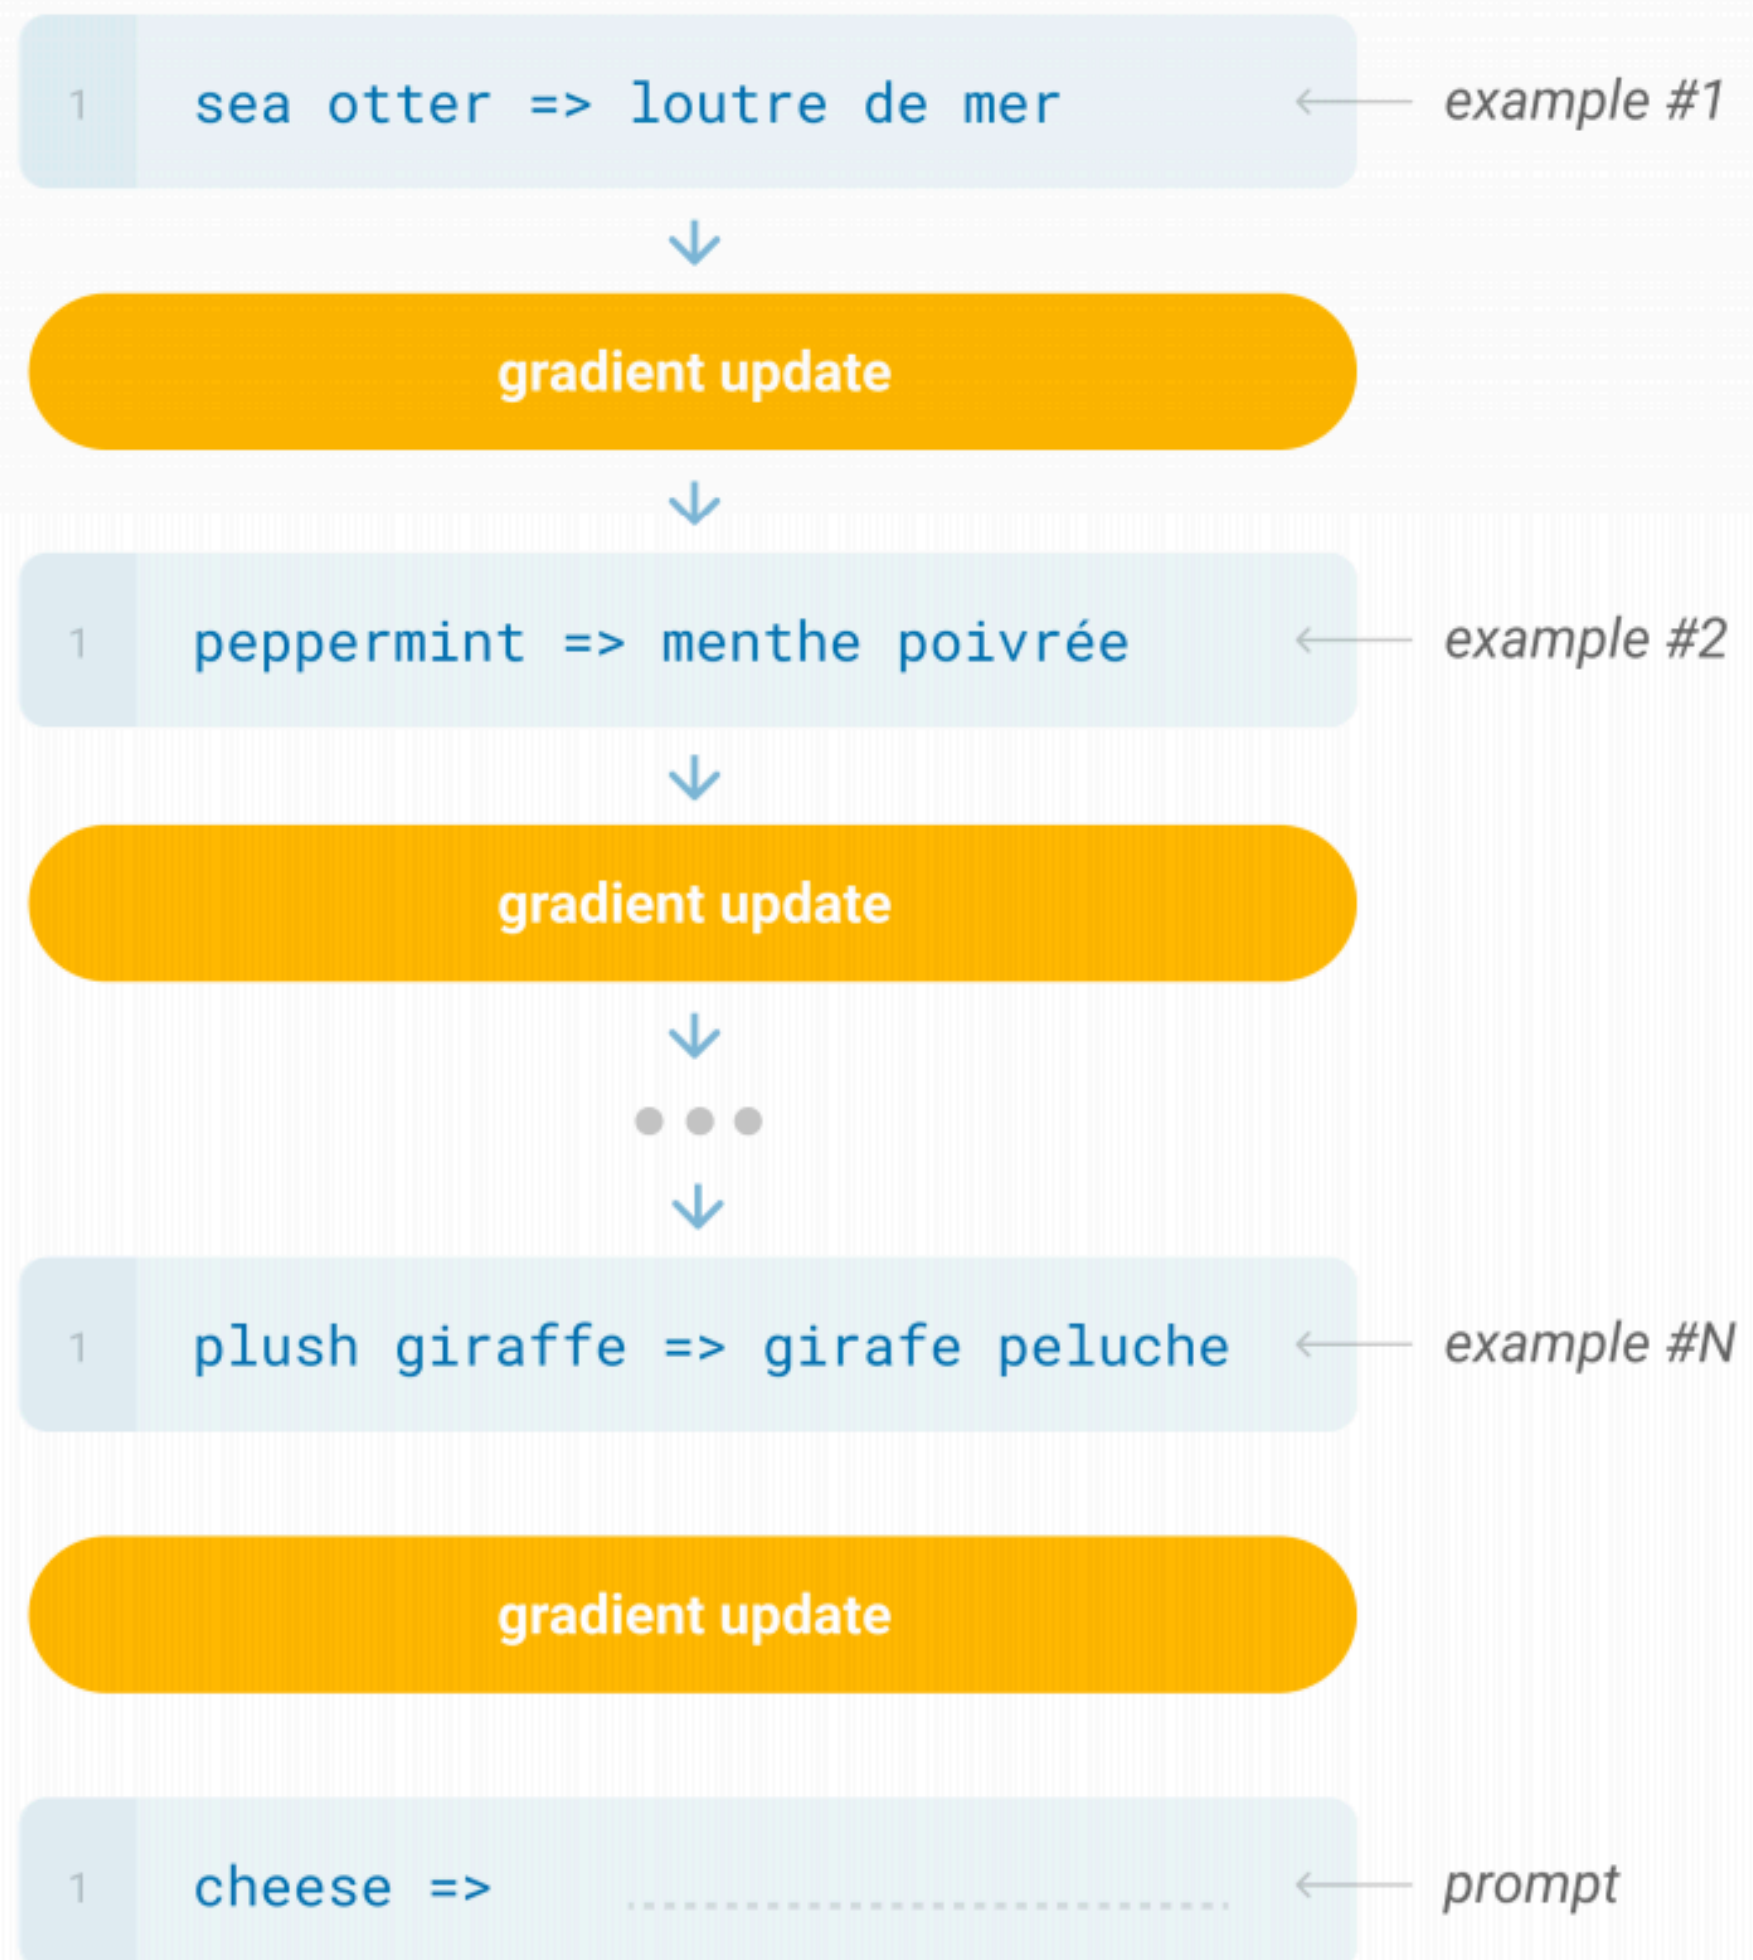 1 sea otter => loutre de mer example #1
gradient update
1 peppermint => menthe poivrée example #2
gradient update
1 plush giraffe => girafe peluche example #N
gradient update
1 cheese => prompt